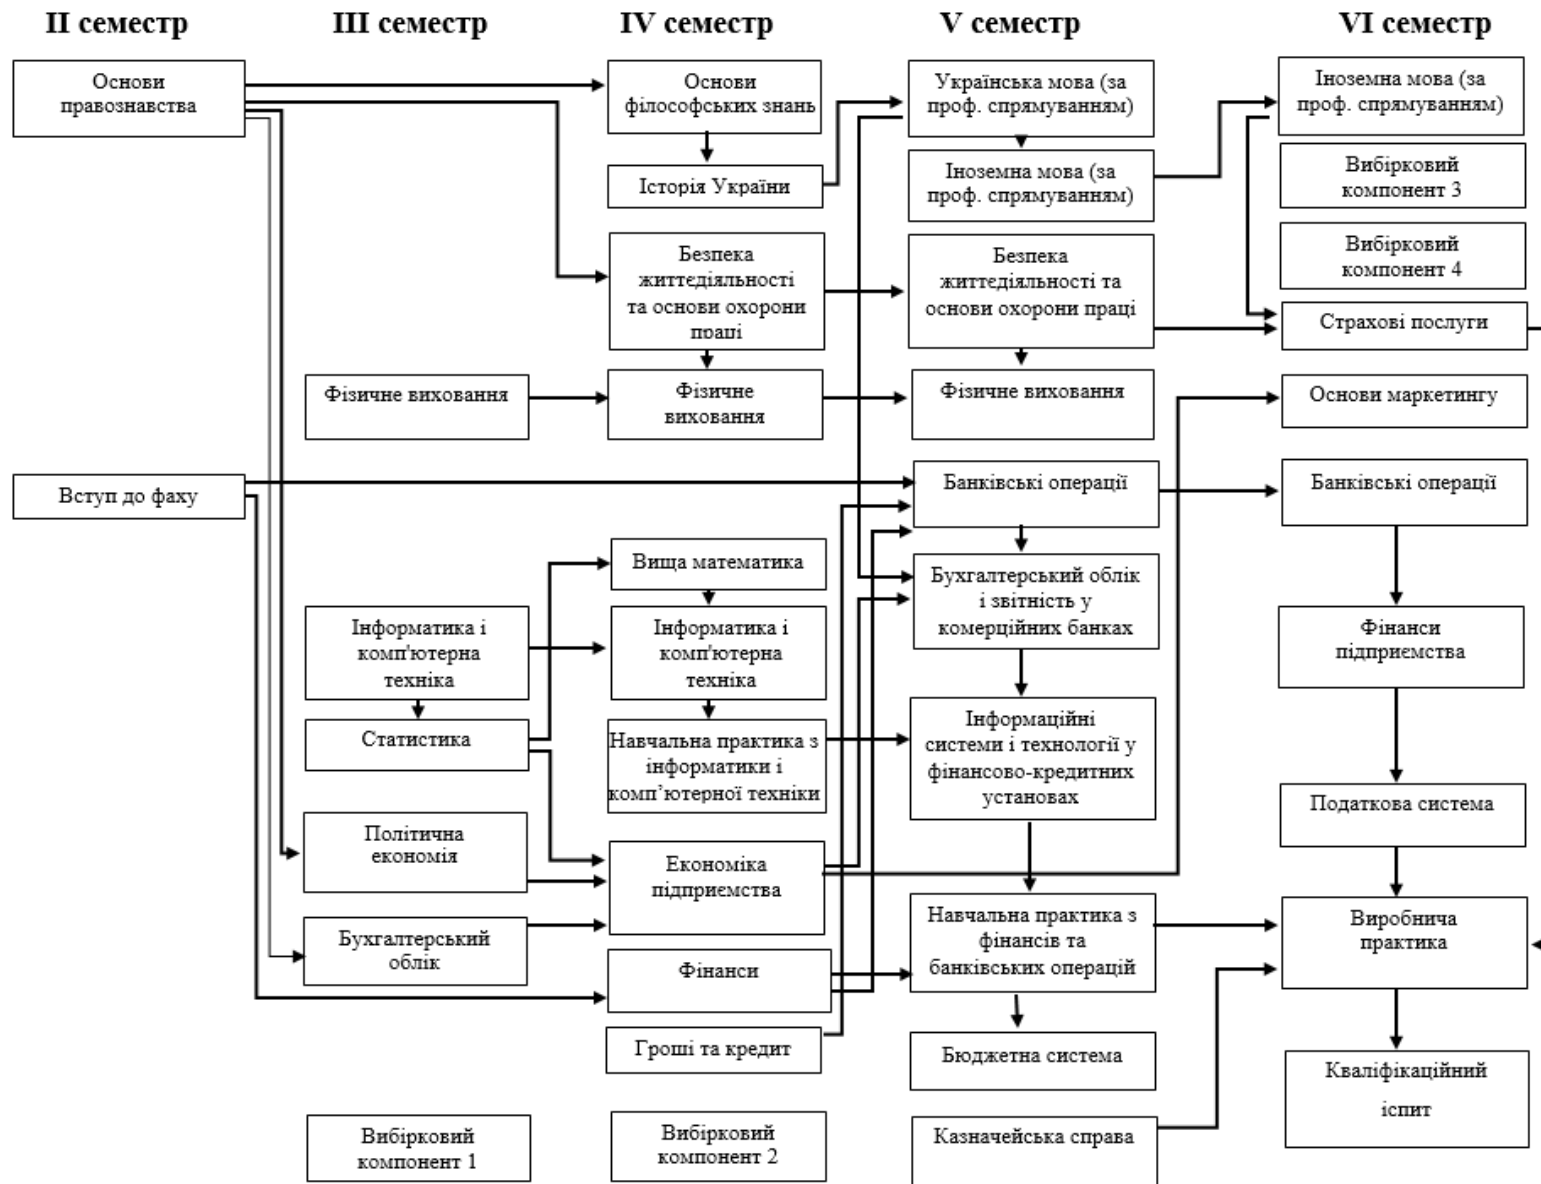 II семестр
III семестр
IV семестр
V семестр
VI семестр
Основи
правознавства
Вступ до фаху
Фізичне виховання
Інформатика і
комп'ютерна
техніка
Статистика
Політична
економія
Бухгалтерський
облік
Вибірковий
компонент 1
Основи
філософських знань
Історія України
Безпека
життєдіяльності
та основи охорони
праці
Фізичне
виховання
Вища математика
Інформатика і
комп'ютерна
техніка
Навчальна практика з
інформатики і
комп’ютерної техніки
Економіка
підприємства
Фінанси
Гроші та кредит
Вибірковий
компонент 2
Українська мова (за
проф. спрямуванням)
Іноземна мова (за
проф. спрямуванням)
Безпека
життєдіяльності та
основи охорони праці
Фізичне виховання
Банківські операції
Бухгалтерський облік
і звітність у
комерційних банках
Інформаційні
системи і технології у
фінансово-кредитних
установах
Навчальна практика з
фінансів та
банківських операцій
Бюджетна система
Казначейська справа
Іноземна мова (за
проф. спрямуванням)
Вибірковий
компонент 3
Вибірковий
компонент 4
Страхові послуги
Основи маркетингу
Банківські операції
Фінанси
підприємства
Податкова система
Виробнича
практика
Кваліфікаційний
іспит